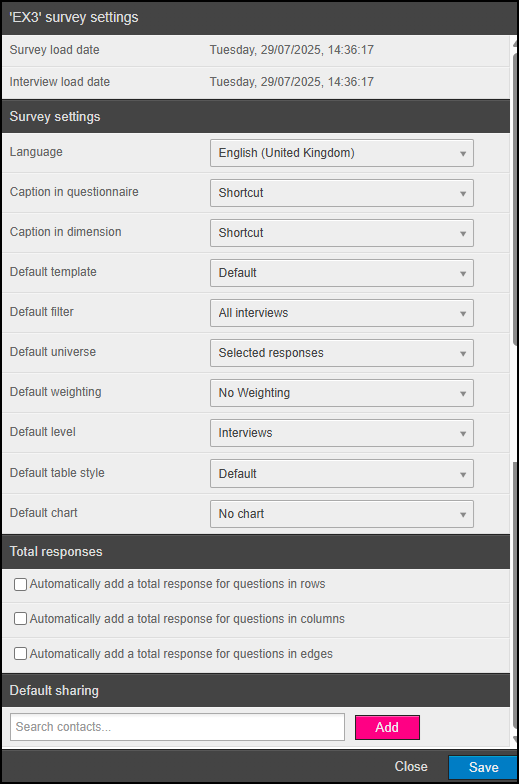 'EX3' survey settings
Survey load date Tuesday, 29/07/2025, 14:36:17
Interview load date Tuesday, 29/07/2025, 14:36:17
Survey settings
Language English (United Kingdom)
Caption in questionnaire Shortcut
Caption in dimension Shortcut
Default template Default
Default filter All interviews
Default universe Selected responses
Default weighting No Weighting
Default level Interviews
Default table style Default
Default chart No chart
Total responses
Automatically add a total response for questions in rows
Automatically add a total response for questions in columns
Automatically add a total response for questions in edges
Default sharing
Search contacts... Add
Close Save